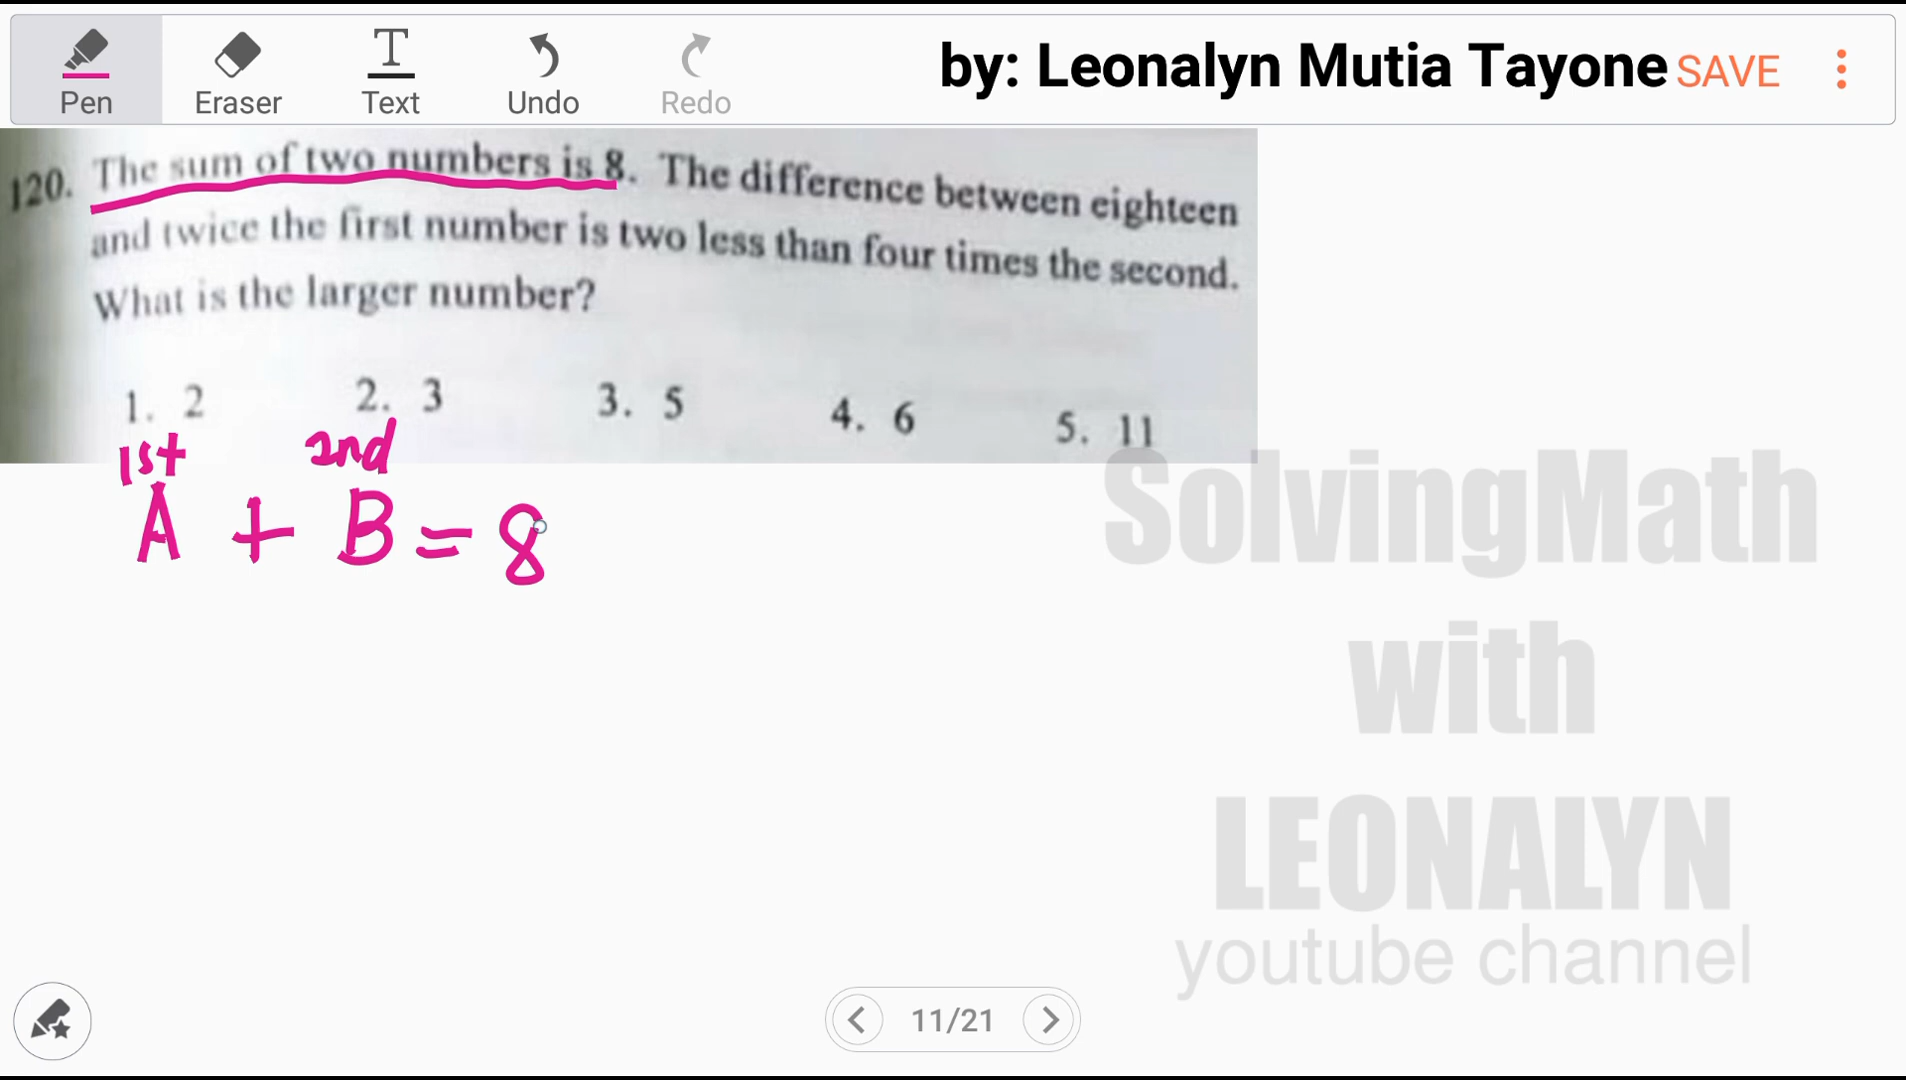 Pen Eraser Text Undo Redo by: Leonalyn Mutia Tayone SAVE
120. The sum of two numbers is 8. The difference between eighteen
and twice the first number is two less than four times the second.
What is the larger number?
1. 2 2. 3 3. 5 4. 6 5. 11
1st 2nd
A + B = 8
SolvingMath
with
LEONALYN
youtube channel
11/21